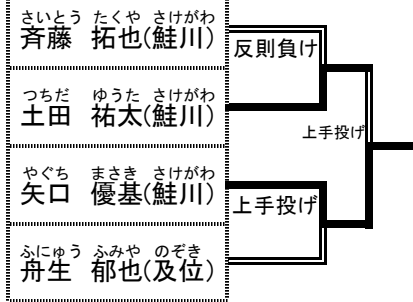 さいとう たくや さけがわ
斉藤 拓也(鮭川)
反則負け
つちだ ゆうた さけがわ
土田 祐太(鮭川)
上手投げ
やぐち まさき さけがわ
矢口 優基(鮭川)
上手投げ
ふにゅう ふみや のぞき
舟生 郁也(及位)